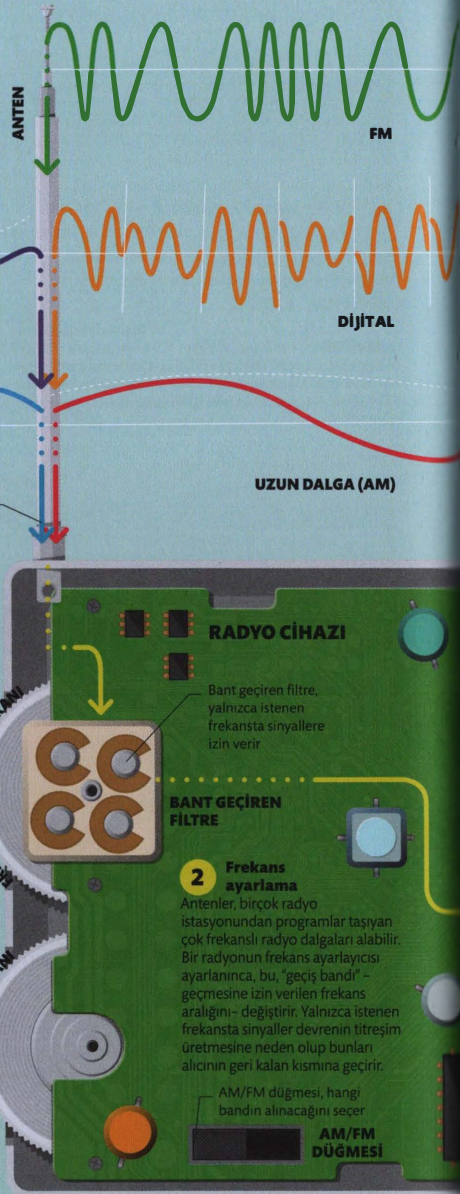 ANTEN
FM
DİJİTAL
UZUN DALGA (AM)
RADYO CİHAZI
Bant geçiren filtre,
yalnızca istenen
frekansta sinyallere
izin verir
BANT GEÇİREN
FİLTRE
2 Frekans
ayarlama
Antenler, birçok radyo
istasyonundan programlar taşıyan
çok frekanslı radyo dalgaları alabilir.
Bir radyonun frekans ayarlayıcısı
ayarlanınca, bu, "geçiş bandı" –
geçmesine izin verilen frekans
aralığını– değiştirir. Yalnızca istenen
frekansta sinyaller devrenin titreşim
üretmesine neden olup bunları
alıcının geri kalan kısmına geçirir.
AM/FM düğmesi, hangi
bandın alınacağını seçer
AM/FM
DÜĞMESİ